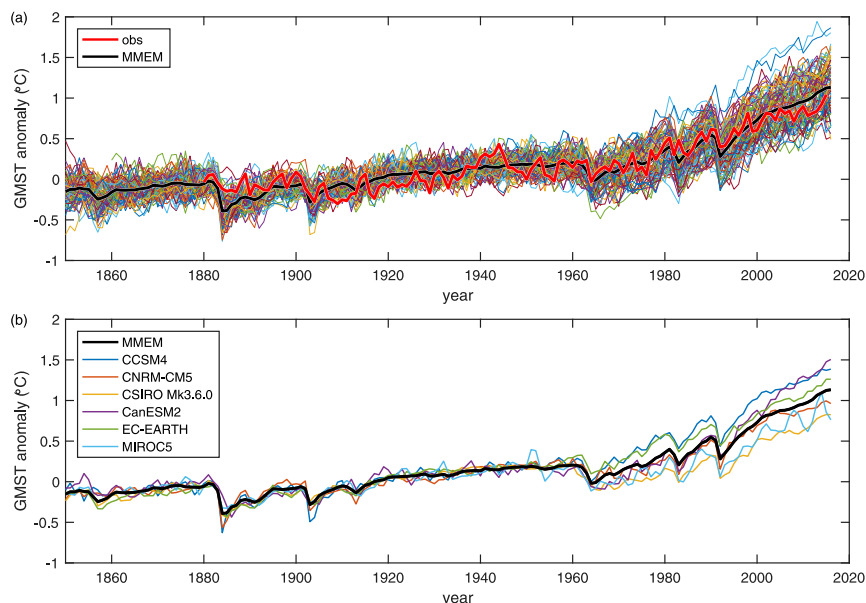 (a)
GMST anomaly (ºC)
2
1.5
1
0.5
0
-0.5
-1
obs
MMEM
1860 1880 1900 1920 1940 1960 1980 2000 2020
year
(b)
GMST anomaly (ºC)
2
1.5
1
0.5
0
-0.5
-1
MMEM
CCSM4
CNRM-CM5
CSIRO Mk3.6.0
CanESM2
EC-EARTH
MIROC5
1860 1880 1900 1920 1940 1960 1980 2000 2020
year